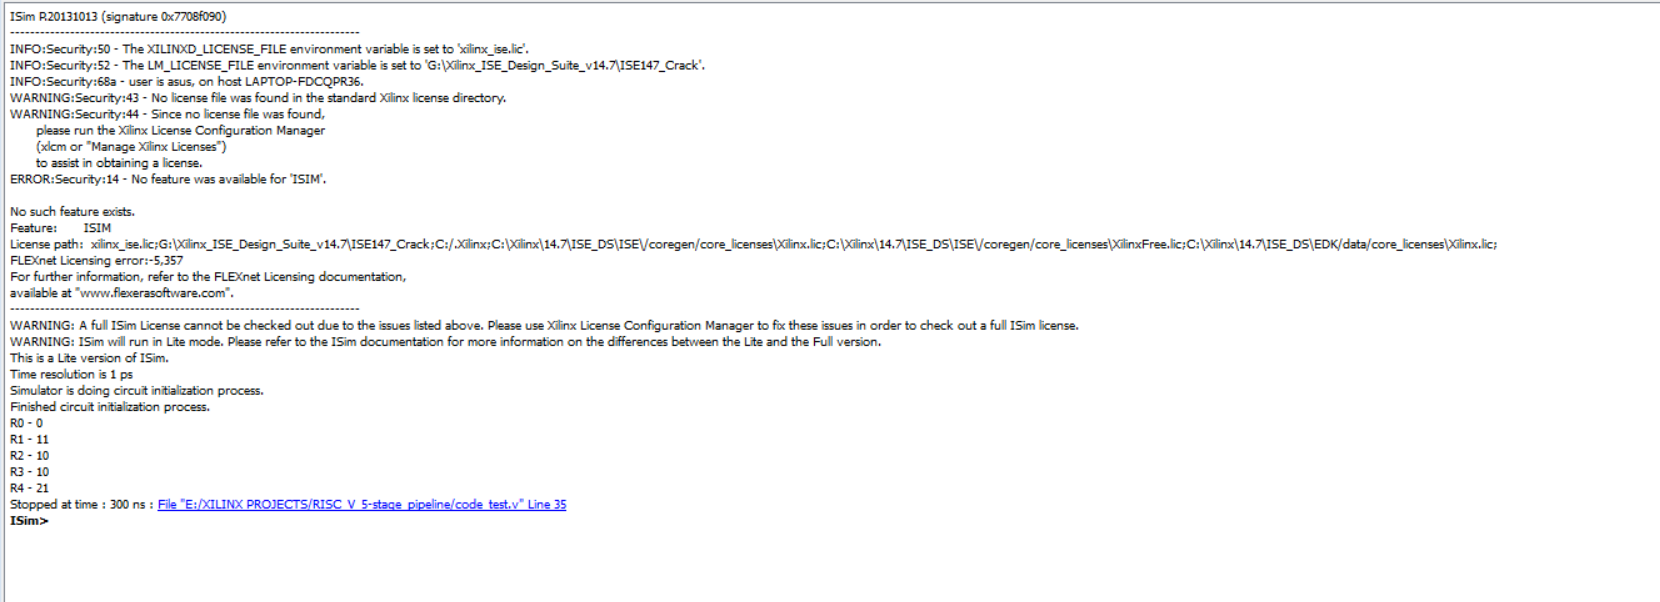 ISim P.20131013 (signature 0x7708f090)
----------------------------------------------------------------------
INFO:Security:50 - The XILINXD_LICENSE_FILE environment variable is set to 'xilinx_ise.lic'.
INFO:Security:52 - The LM_LICENSE_FILE environment variable is set to 'G:\Xilinx_ISE_Design_Suite_v14.7\ISE147_Crack'.
INFO:Security:68a - user is asus, on host LAPTOP-FDCQPR36.
WARNING:Security:43 - No license file was found in the standard Xilinx license directory.
WARNING:Security:44 - Since no license file was found,
please run the Xilinx License Configuration Manager
(xlcm or "Manage Xilinx Licenses")
to assist in obtaining a license.
ERROR:Security:14 - No feature was available for 'ISIM'.
No such feature exists.
Feature: ISIM
License path: xilinx_ise.lic;G:\Xilinx_ISE_Design_Suite_v14.7\ISE147_Crack;C:/.Xilinx;C:\Xilinx\14.7\ISE_DS\ISE\/coregen/core_licenses\Xilinx.lic;C:\Xilinx\14.7\ISE_DS\ISE\/coregen/core_licenses\XilinxFree.lic;C:\Xilinx\14.7\ISE_DS\EDK/data/core_licenses\Xilinx.lic;
FLEXnet Licensing error:-5,357
For further information, refer to the FLEXnet Licensing documentation,
available at "www.flexerasoftware.com".
----------------------------------------------------------------------
WARNING: A full ISim License cannot be checked out due to the issues listed above. Please use Xilinx License Configuration Manager to fix these issues in order to check out a full ISim license.
WARNING: ISim will run in Lite mode. Please refer to the ISim documentation for more information on the differences between the Lite and the Full version.
This is a Lite version of ISim.
Time resolution is 1 ps
Simulator is doing circuit initialization process.
Finished circuit initialization process.
R0 - 0
R1 - 11
R2 - 10
R3 - 10
R4 - 21
Stopped at time : 300 ns : File "E:/XILINX PROJECTS/RISC_V_5-stage_pipeline/code_test.v" Line 35
ISim>